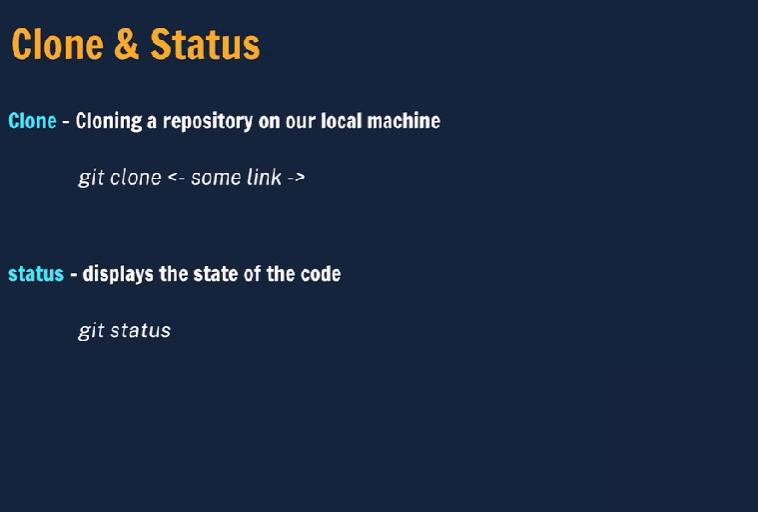 Clone & Status
Clone - Cloning a repository on our local machine
git clone <- some link ->
status - displays the state of the code
git status